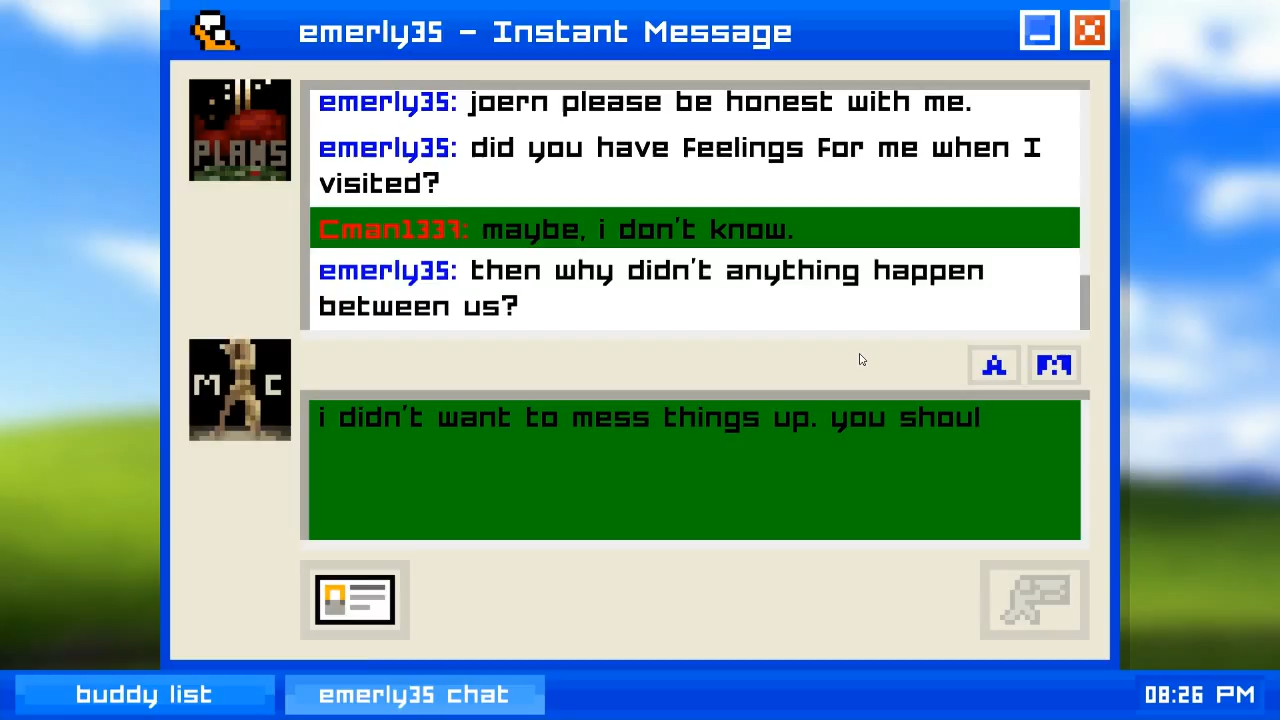 emerly35 - Instant Message
emerly35: joern please be honest with me.
emerly35: did you have feelings for me when I
visited?
Cman1337: maybe, i don't know.
emerly35: then why didn't anything happen
between us?
PLAWS
A
M
M C
i didn't want to mess things up. you shoul
buddy list
emerly35 chat
08:26 PM